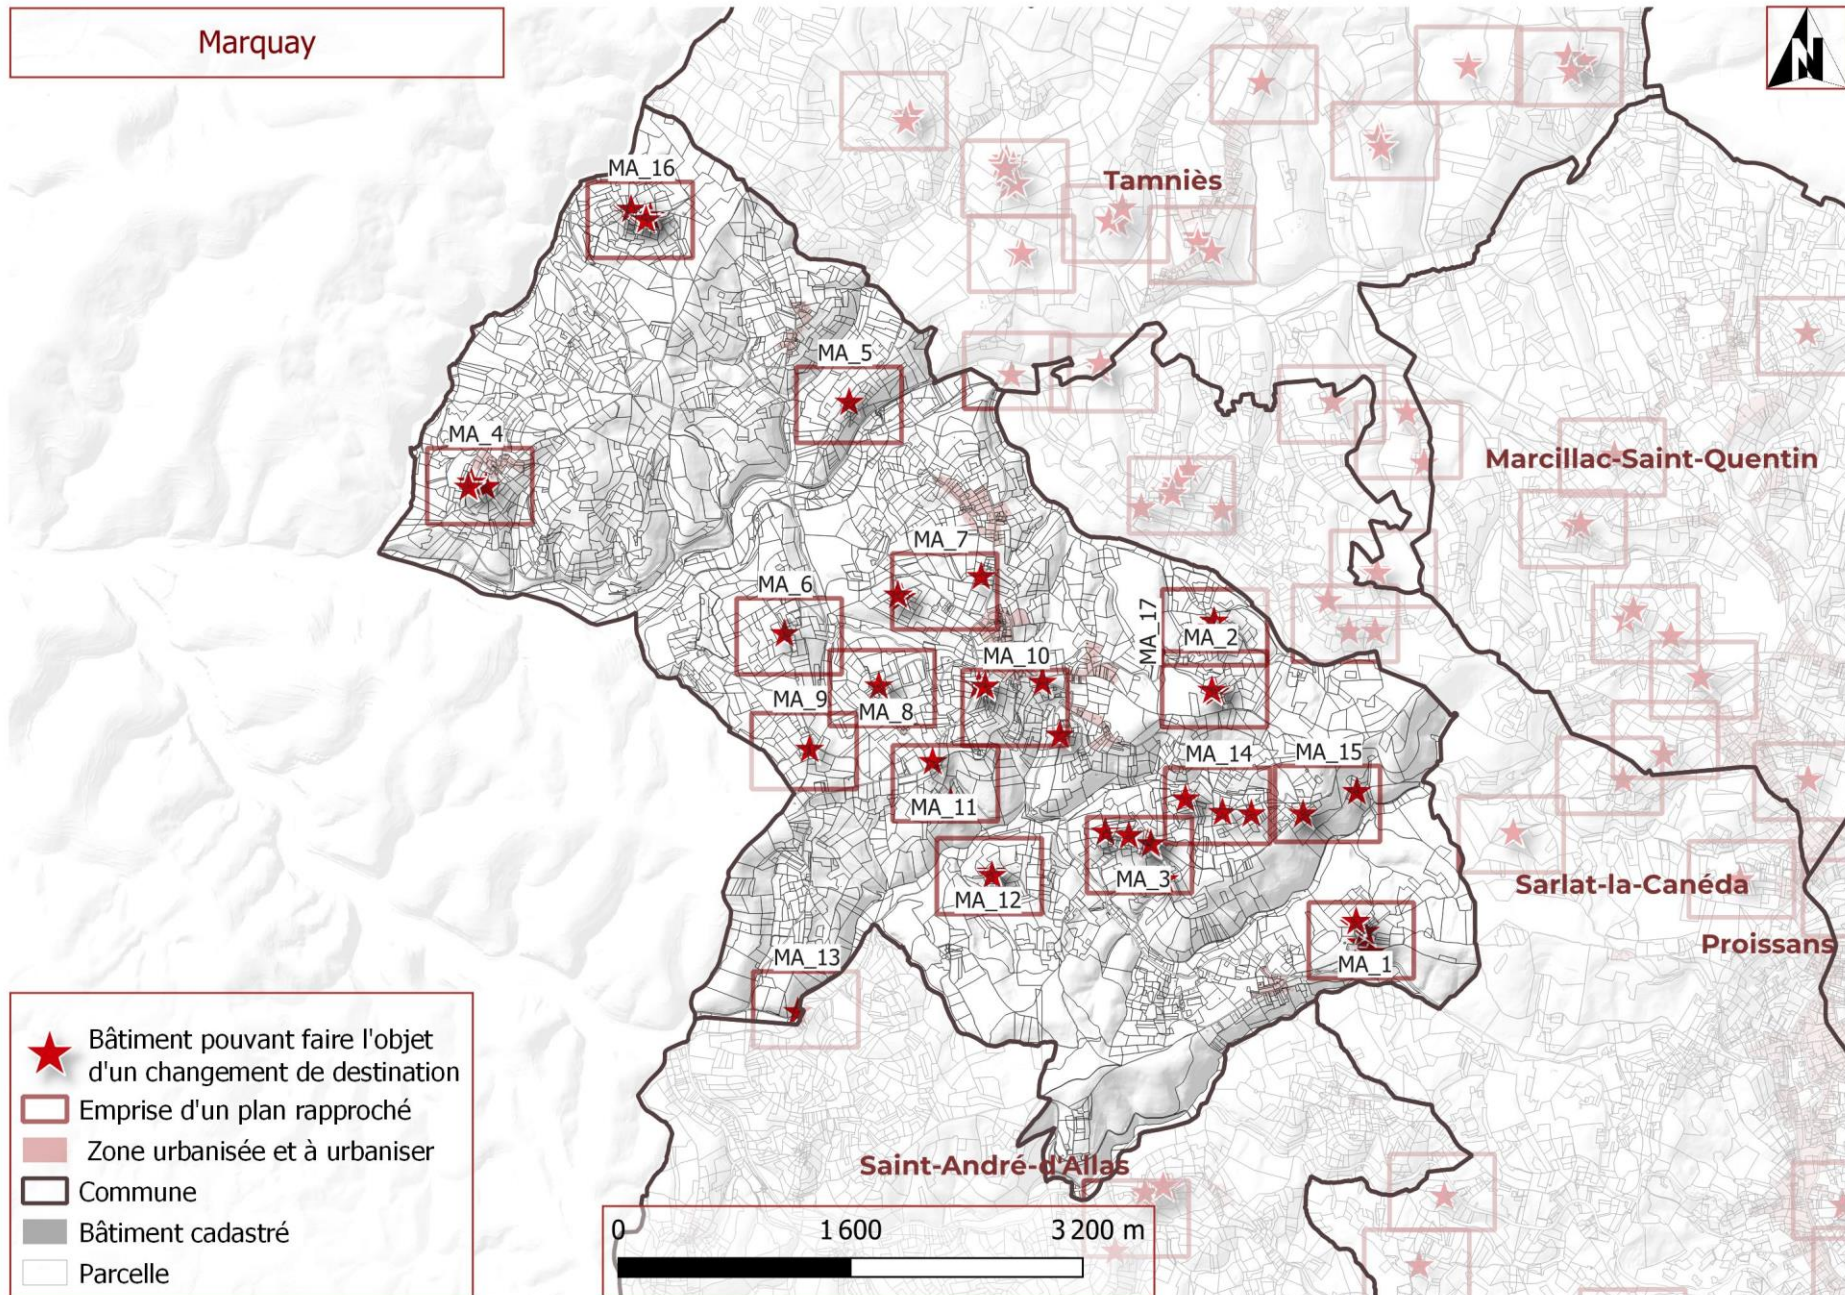 Marquay
N
MA_16
Tamniès
MA_5
MA_4
Marcillac-Saint-Quentin
MA_7
MA_6
MA_17
MA_2
MA_10
MA_8
MA_9
MA_14
MA_15
MA_11
MA_3
MA_12
Sarlat-la-Canéda
Proissans
MA_1
MA_13
Bâtiment pouvant faire l'objet
d'un changement de destination
Emprise d'un plan rapproché
Zone urbanisée et à urbaniser
Commune
Bâtiment cadastré
Parcelle
Saint-André-d'Allas
0 1 600 3 200 m